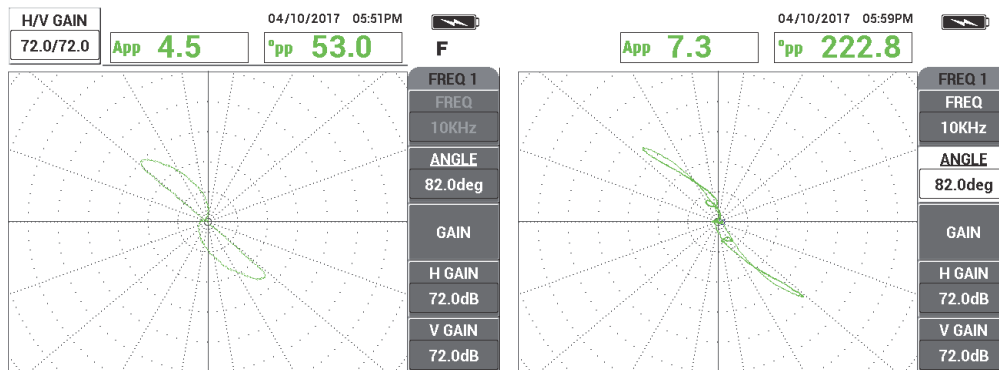 H/V GAIN
72.0/72.0
04/10/2017 05:51PM
App 4.5
°pp 53.0
F
FREQ 1
FREQ
10KHz
ANGLE
82.0deg
GAIN
H GAIN
72.0dB
V GAIN
72.0dB
04/10/2017 05:59PM
App 7.3
°pp 222.8
FREQ 1
FREQ
10KHz
ANGLE
82.0deg
GAIN
H GAIN
72.0dB
V GAIN
72.0dB